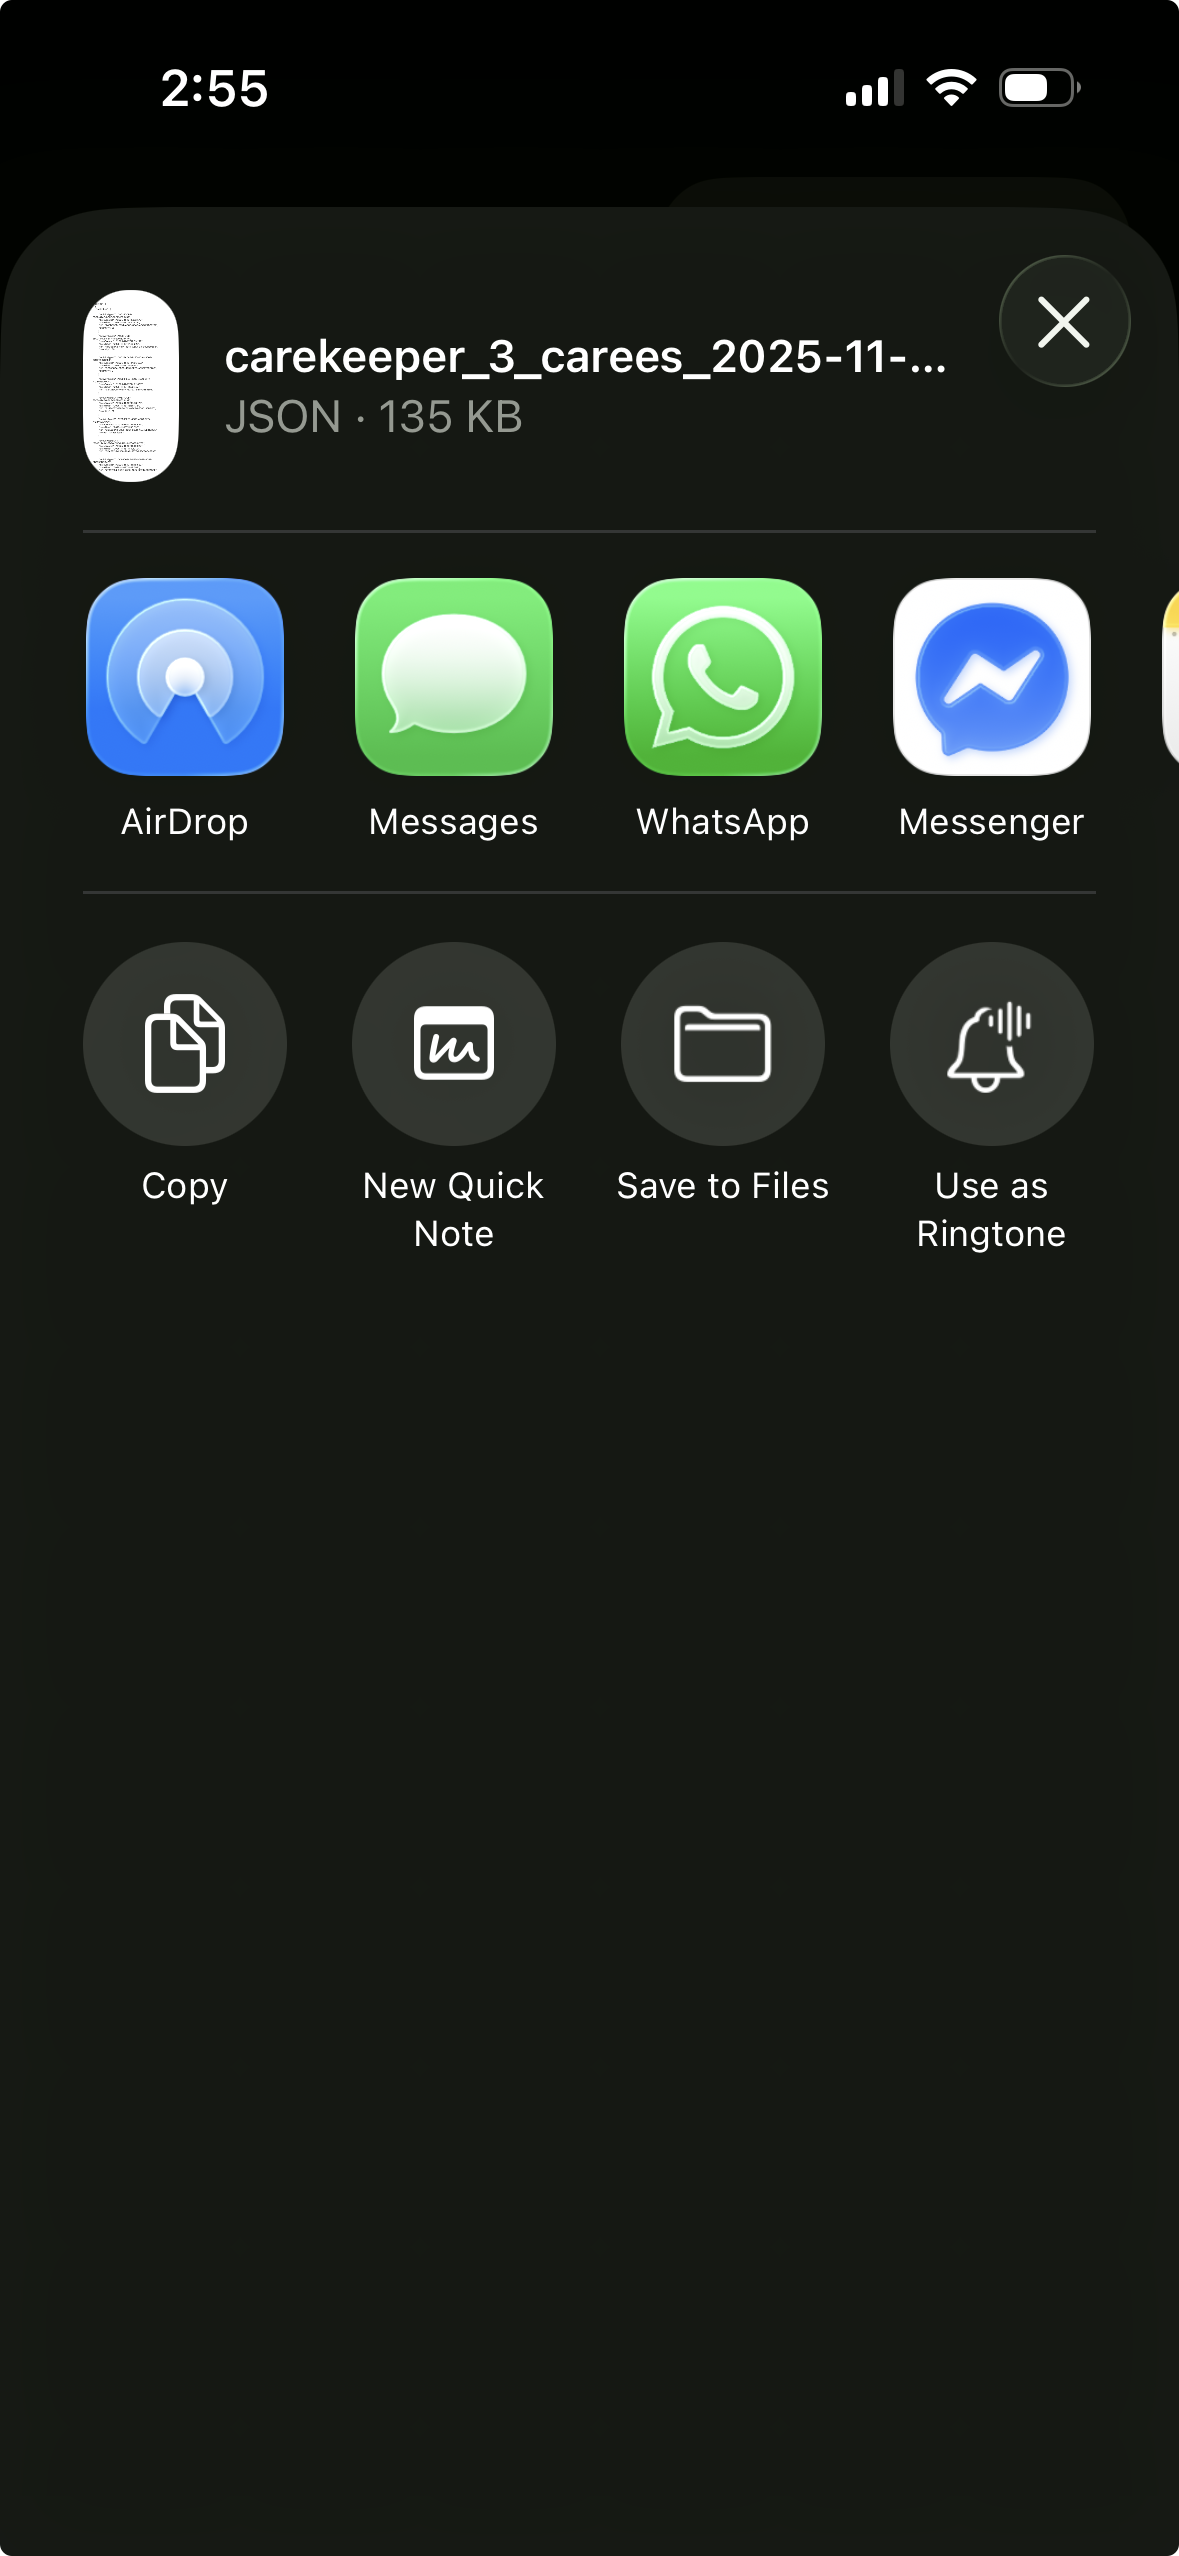 2:55
carekeeper_3_carees_2025-11-...
JSON · 135 KB
AirDrop
Messages
WhatsApp
Messenger
Copy
New Quick
Note
Save to Files
Use as
Ringtone